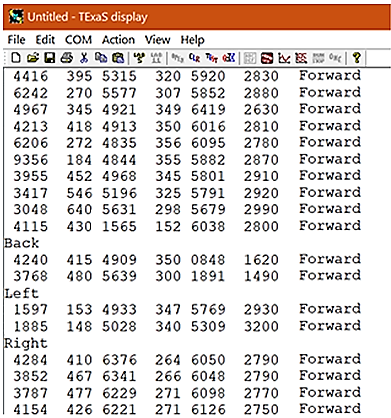 Untitled - TExaS display
File Edit COM Action View Help
4416 395 5315 320 5920 2830 Forward
6242 270 5577 307 5852 2880 Forward
4967 345 4921 349 6419 2630 Forward
4213 418 4913 350 6016 2810 Forward
6206 272 4835 356 6095 2780 Forward
9356 184 4844 355 5882 2870 Forward
3955 452 4968 345 5801 2910 Forward
3417 546 5196 325 5791 2920 Forward
3048 640 5631 298 5679 2990 Forward
4115 430 1565 152 6038 2800 Forward
Back
4240 415 4909 350 0848 1620 Forward
3768 480 5639 300 1891 1490 Forward
Left
1597 153 4933 347 5769 2930 Forward
1885 148 5028 340 5309 3200 Forward
Right
4284 410 6376 264 6050 2790 Forward
3852 467 6341 266 6048 2790 Forward
3787 477 6229 271 6098 2770 Forward
4154 426 6221 271 6126 2750 Forward